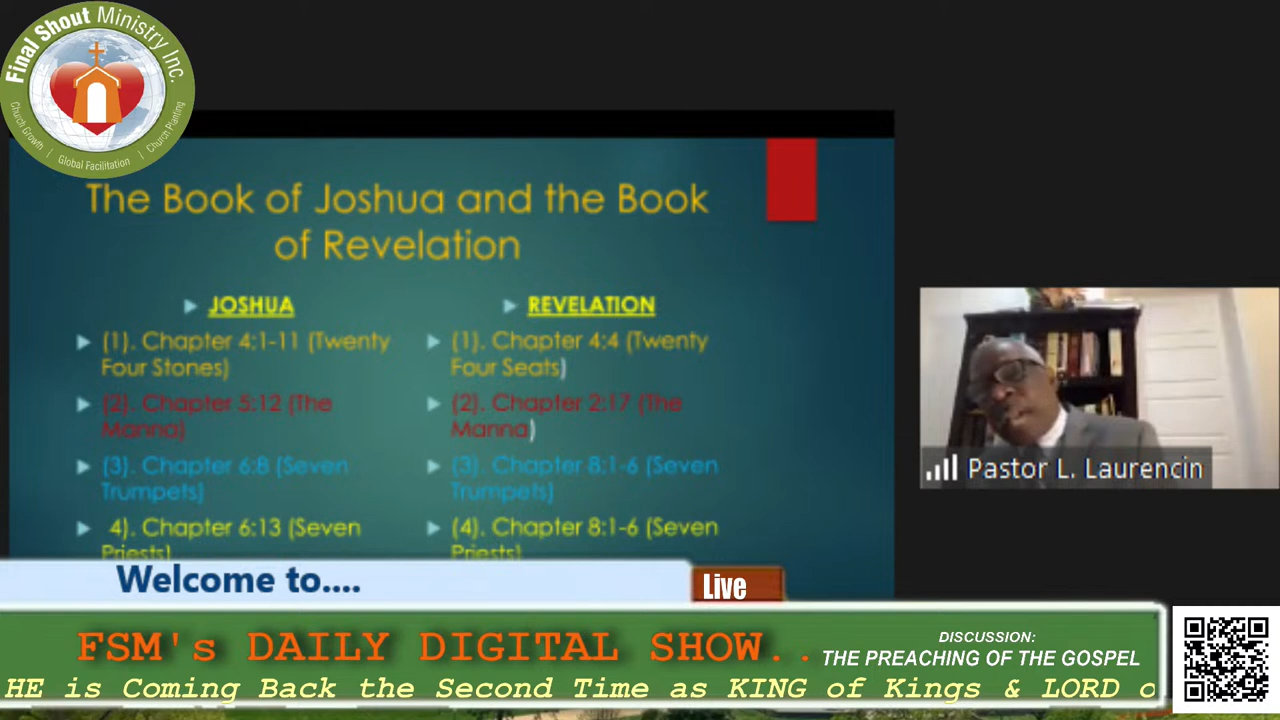 Final Shout Ministry Inc.
Church Growth | Global Facilitation | Church Planting
The Book of Joshua and the Book
of Revelation
JOSHUA
(1). Chapter 4:1-11 (Twenty
Four Stones)
(2). Chapter 5:12 (The
Manna)
(3). Chapter 6:8 (Seven
Trumpets)
4). Chapter 6:13 (Seven
Priests)
REVELATION
(1). Chapter 4:4 (Twenty
Four Seats)
(2). Chapter 2:17 (The
Manna)
(3). Chapter 8:1-6 (Seven
Trumpets)
(4). Chapter 8:1-6 (Seven
Priests)
Pastor L. Laurencin
Welcome to....
Live
FSM's DAILY DIGITAL SHOW..
DISCUSSION:
THE PREACHING OF THE GOSPEL
HE is Coming Back the Second Time as KING of Kings & LORD o